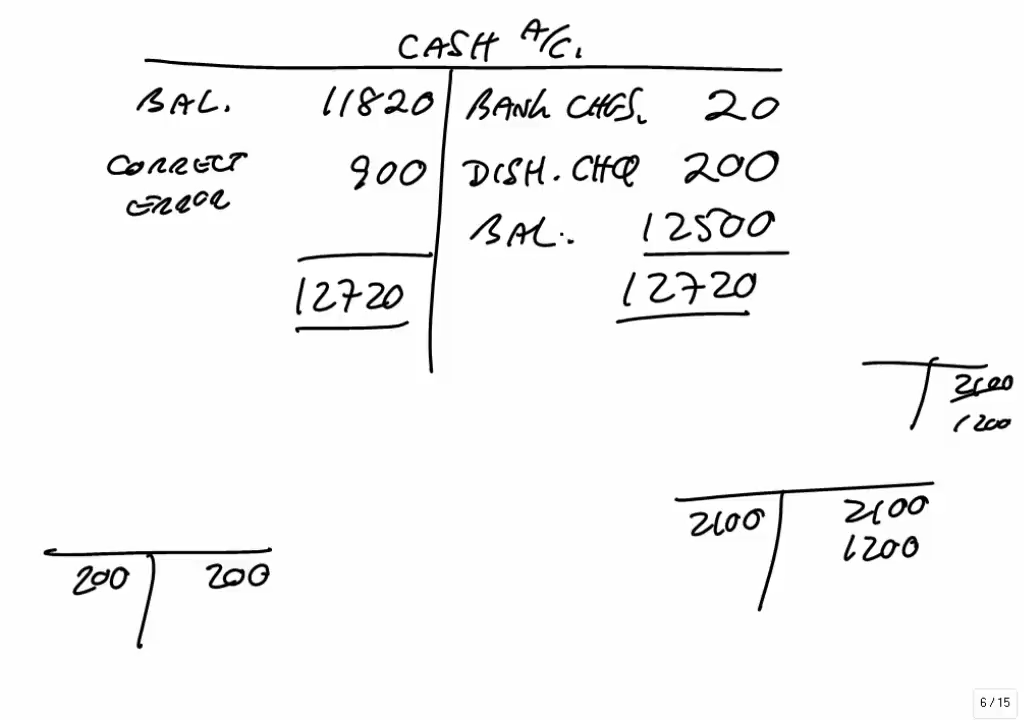 CASH A/C.
BAL. 11820 BANK CHGS. 20
CORRECT ERROR 900 DISH. CHQ 200
BAL. 12500
12720 12720
2100
1200
2100 2100
1200
200 200
6 / 15